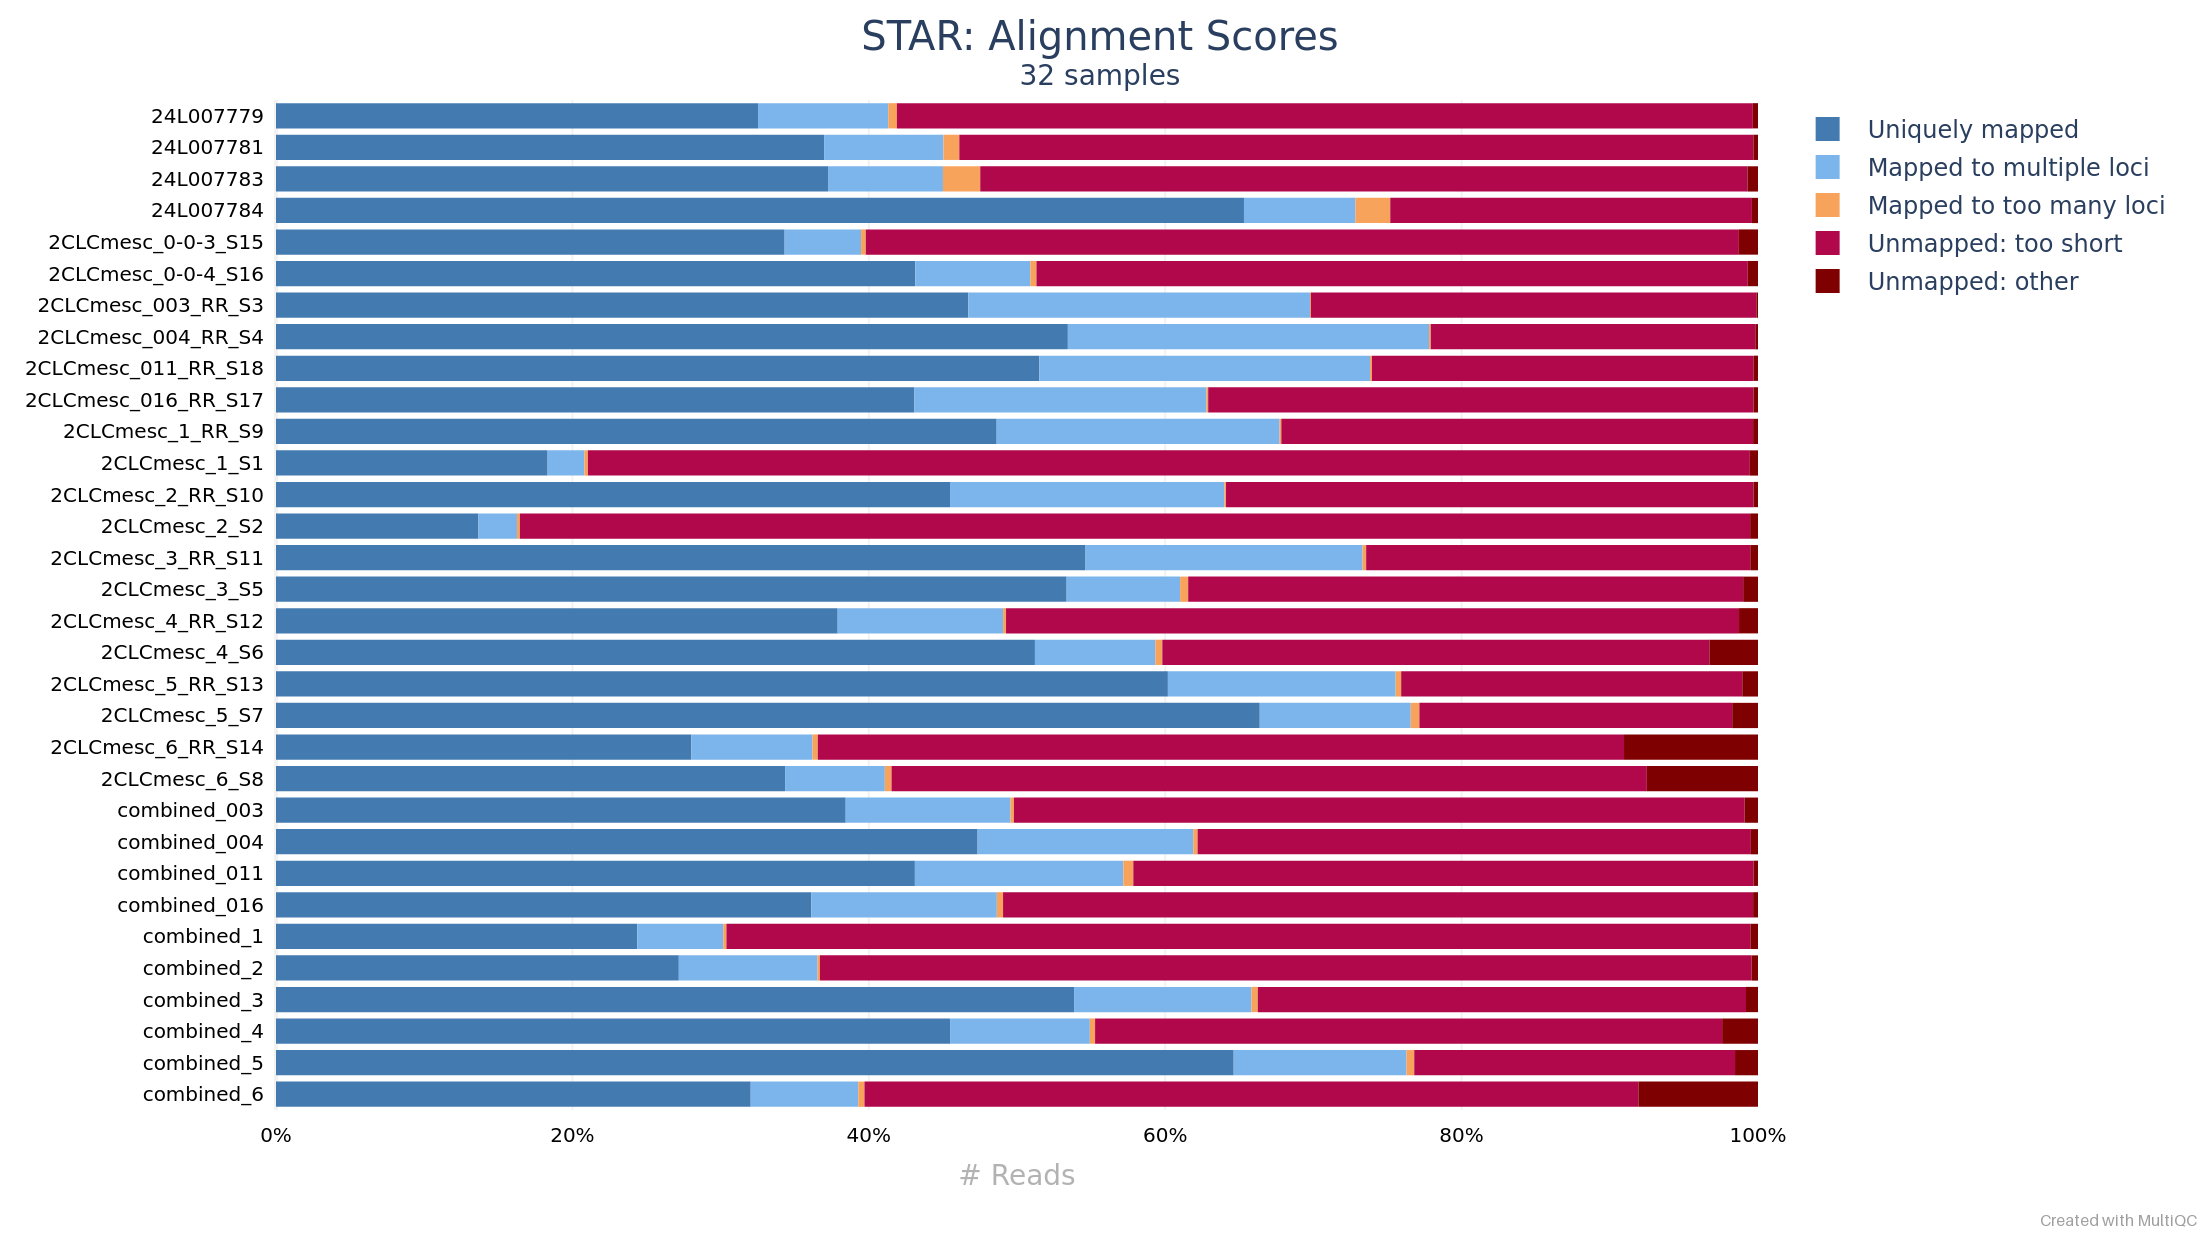 STAR: Alignment Scores
32 samples
24L007779
24L007781
24L007783
24L007784
2CLCmesc_0-0-3_S15
2CLCmesc_0-0-4_S16
2CLCmesc_003_RR_S3
2CLCmesc_004_RR_S4
2CLCmesc_011_RR_S18
2CLCmesc_016_RR_S17
2CLCmesc_1_RR_S9
2CLCmesc_1_S1
2CLCmesc_2_RR_S10
2CLCmesc_2_S2
2CLCmesc_3_RR_S11
2CLCmesc_3_S5
2CLCmesc_4_RR_S12
2CLCmesc_4_S6
2CLCmesc_5_RR_S13
2CLCmesc_5_S7
2CLCmesc_6_RR_S14
2CLCmesc_6_S8
combined_003
combined_004
combined_011
combined_016
combined_1
combined_2
combined_3
combined_4
combined_5
combined_6
0% 20% 40% 60% 80% 100%
# Reads
Uniquely mapped
Mapped to multiple loci
Mapped to too many loci
Unmapped: too short
Unmapped: other
Created with MultiQC